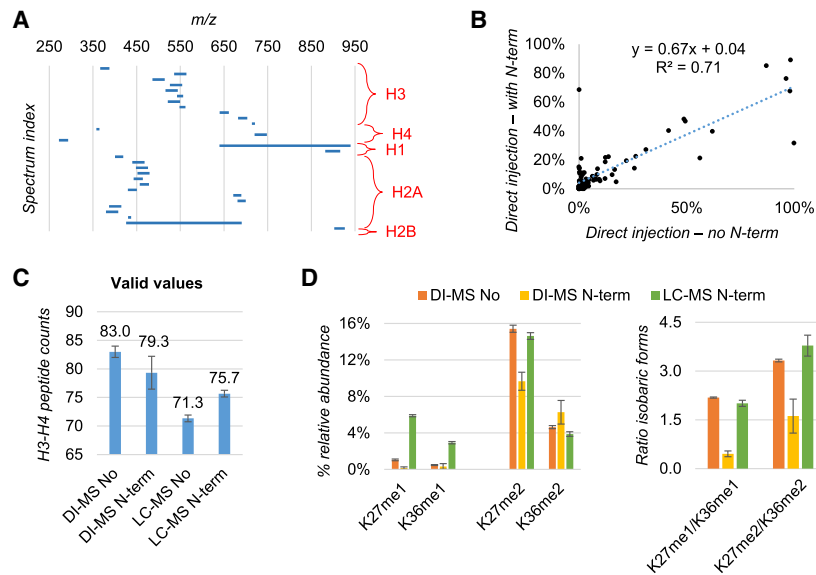 A
m/z
250 350 450 550 650 750 850 950
Spectrum index
H3
H4
H1
H2A
H2B
B
Direct injection – with N-term
100%
80%
60%
40%
20%
0%
y = 0.67x + 0.04
R² = 0.71
0% 50% 100%
Direct injection – no N-term
C
Valid values
H3-H4 peptide counts
90
85
80
75
70
65
83.0
79.3
71.3
75.7
DI-MS No
DI-MS N-term
LC-MS No
LC-MS N-term
D
DI-MS No DI-MS N-term LC-MS N-term
% relative abundance
16%
12%
8%
4%
0%
K27me1
K36me1
K27me2
K36me2
Ratio isobaric forms
4.5
3.0
1.5
0.0
K27me1/K36me1
K27me2/K36me2